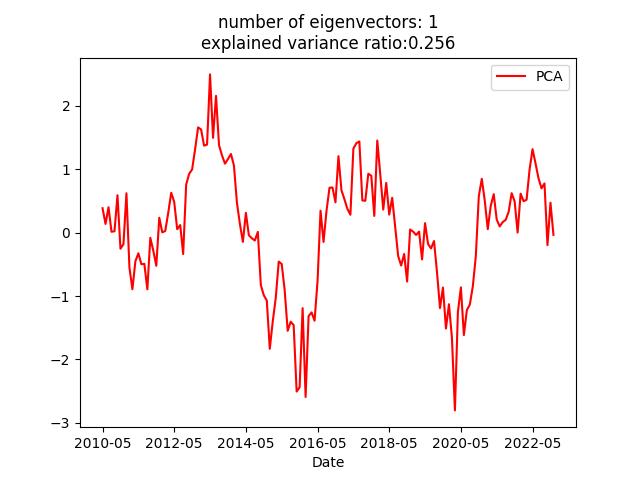 number of eigenvectors: 1
explained variance ratio:0.256
PCA
2
1
0
−1
−2
−3
2010-05 2012-05 2014-05 2016-05 2018-05 2020-05 2022-05
Date